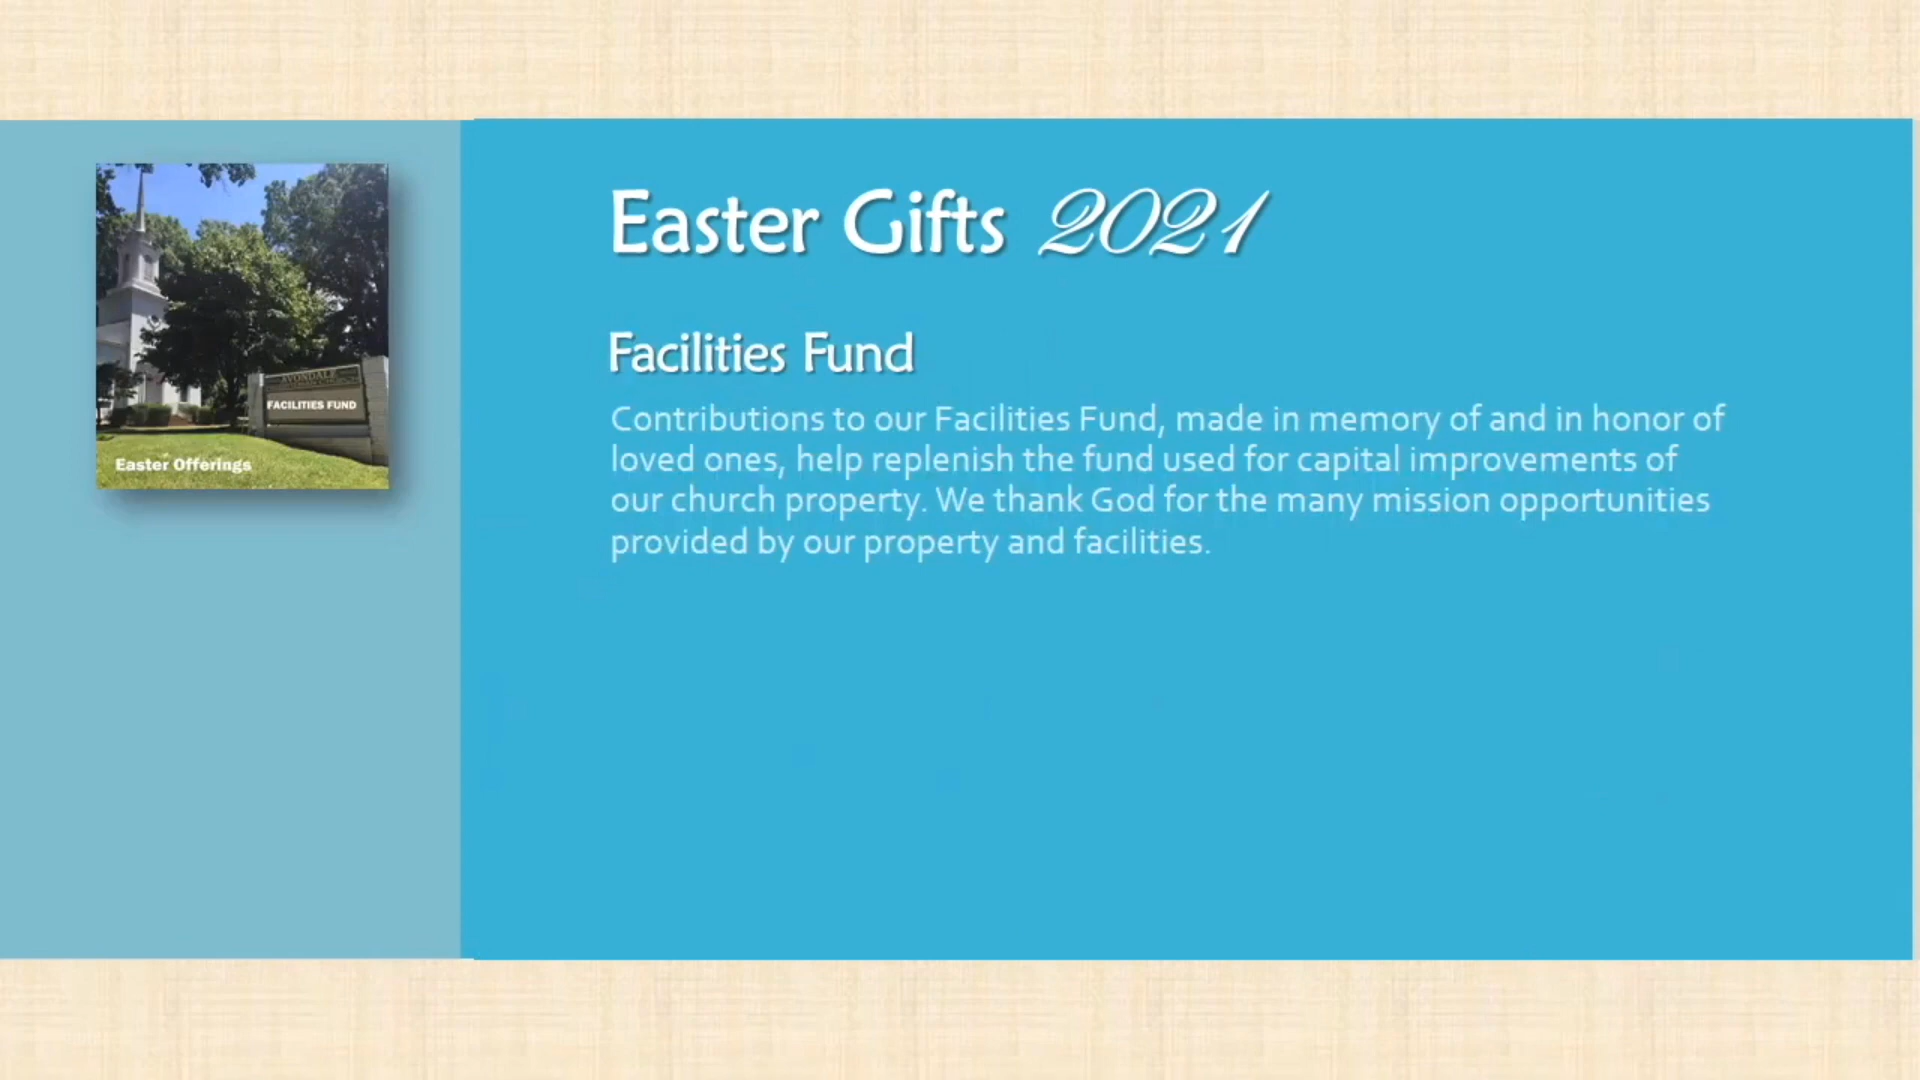 Easter Gifts 2021
Facilities Fund
Contributions to our Facilities Fund, made in memory of and in honor of
loved ones, help replenish the fund used for capital improvements of
our church property. We thank God for the many mission opportunities
provided by our property and facilities.
AVONDALE
FACILITIES FUND
Easter Offerings